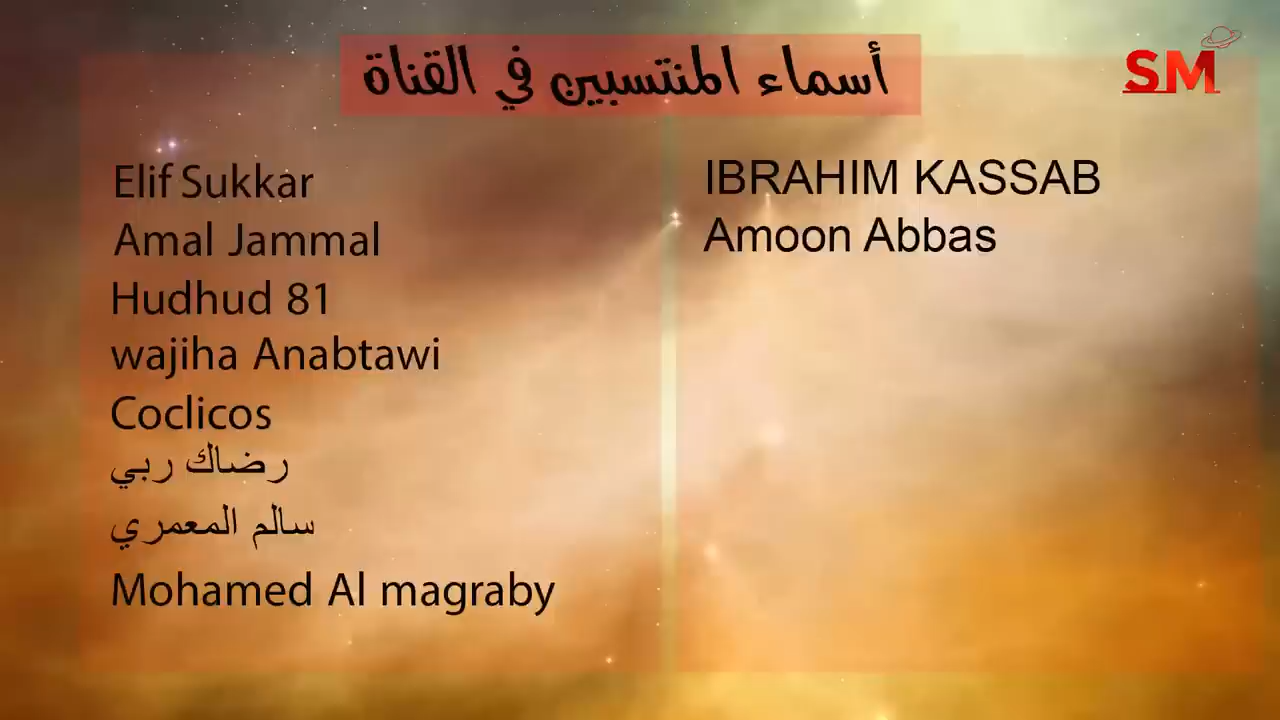 أسماء المنتسبين في القناة
SM
Elif Sukkar
Amal Jammal
Hudhud 81
wajiha Anabtawi
Coclicos
رضاك ربي
سالم المعمري
Mohamed Al magraby
IBRAHIM KASSAB
Amoon Abbas